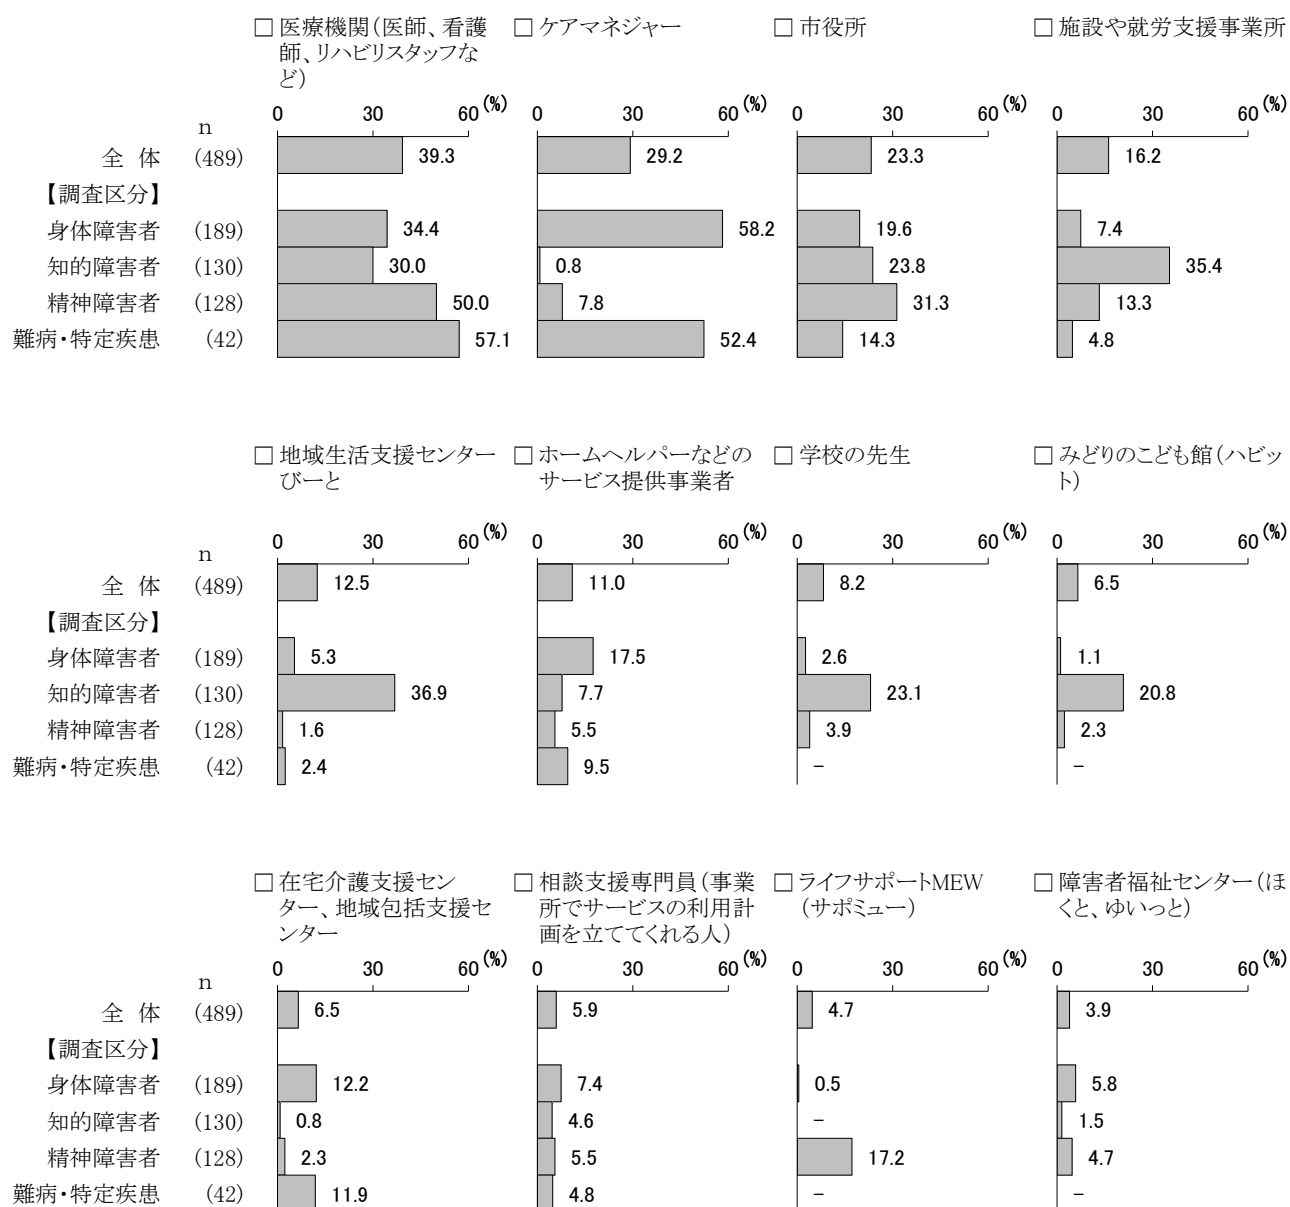 □ 医療機関（医師、看護師、リハビリスタッフなど） □ ケアマネジャー □ 市役所 □ 施設や就労支援事業所
0 30 60 (%) 0 30 60 (%) 0 30 60 (%) 0 30 60 (%)
n
全 体 (489) 39.3 29.2 23.3 16.2
【調査区分】
身体障害者 (189) 34.4 58.2 19.6 7.4
知的障害者 (130) 30.0 0.8 23.8 35.4
精神障害者 (128) 50.0 7.8 31.3 13.3
難病・特定疾患 (42) 57.1 52.4 14.3 4.8
□ 地域生活支援センターびーと □ ホームヘルパーなどのサービス提供事業者 □ 学校の先生 □ みどりのこども館（ハビット）
0 30 60 (%) 0 30 60 (%) 0 30 60 (%) 0 30 60 (%)
n
全 体 (489) 12.5 11.0 8.2 6.5
【調査区分】
身体障害者 (189) 5.3 17.5 2.6 1.1
知的障害者 (130) 36.9 7.7 23.1 20.8
精神障害者 (128) 1.6 5.5 3.9 2.3
難病・特定疾患 (42) 2.4 9.5 − −
□ 在宅介護支援センター、地域包括支援センター □ 相談支援専門員（事業所でサービスの利用計画を立ててくれる人） □ ライフサポートMEW（サポミュー） □ 障害者福祉センター（ほくと、ゆいっと）
0 30 60 (%) 0 30 60 (%) 0 30 60 (%) 0 30 60 (%)
n
全 体 (489) 6.5 5.9 4.7 3.9
【調査区分】
身体障害者 (189) 12.2 7.4 0.5 5.8
知的障害者 (130) 0.8 4.6 − 1.5
精神障害者 (128) 2.3 5.5 17.2 4.7
難病・特定疾患 (42) 11.9 4.8 − −